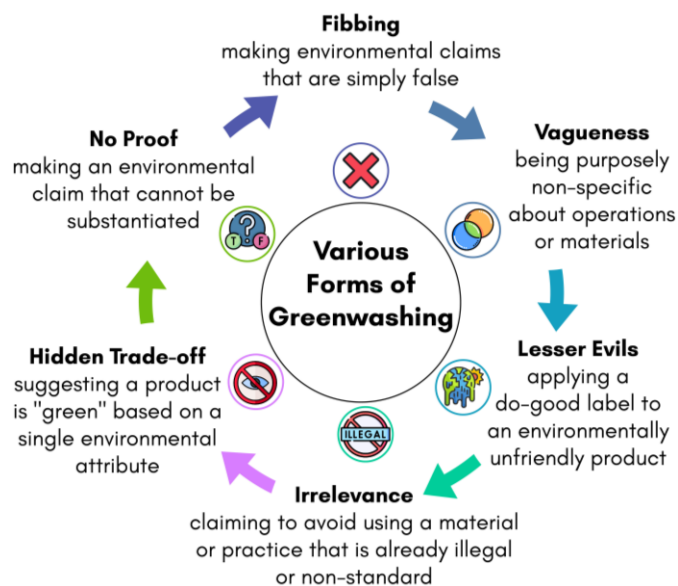 Fibbing
making environmental claims
that are simply false
Vagueness
being purposely
non-specific
about operations
or materials
Lesser Evils
applying a
do-good label to
an environmentally
unfriendly product
Irrelevance
claiming to avoid using a material
or practice that is already illegal
or non-standard
Hidden Trade-off
suggesting a product
is "green" based on a
single environmental
attribute
No Proof
making an environmental
claim that cannot be
substantiated
Various
Forms of
Greenwashing
?
T
F
ILLEGAL